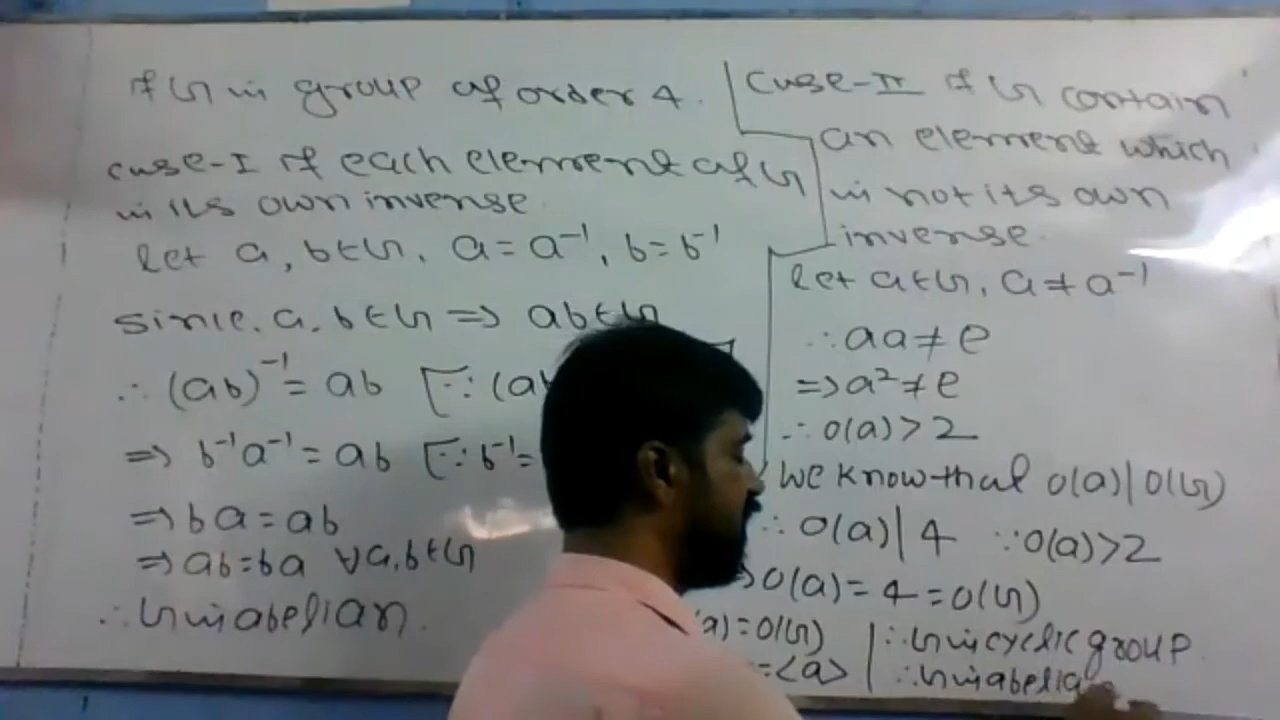 If G is group of order 4.
case-I If each element of G
is its own inverse
let a, b ∈ G, a = a⁻¹, b = b⁻¹
since, a, b ∈ G => ab ∈ G
∴ (ab)⁻¹ = ab [∵ (ab
=> b⁻¹a⁻¹ = ab [∵ b⁻¹=
=> ba = ab
=> ab = ba ∀ a, b ∈ G
∴ G is abelian.
case-II If G contain
an element which
is not its own
inverse.
let a ∈ G, a ≠ a⁻¹
∴ aa ≠ e
=> a² ≠ e
∴ o(a) > 2
we know that o(a) | o(G)
∴ o(a) | 4 ∵ o(a) > 2
=> o(a) = 4 = o(G)
a) = o(G)
= <a>
∴ G is cyclic group.
∴ G is abelia